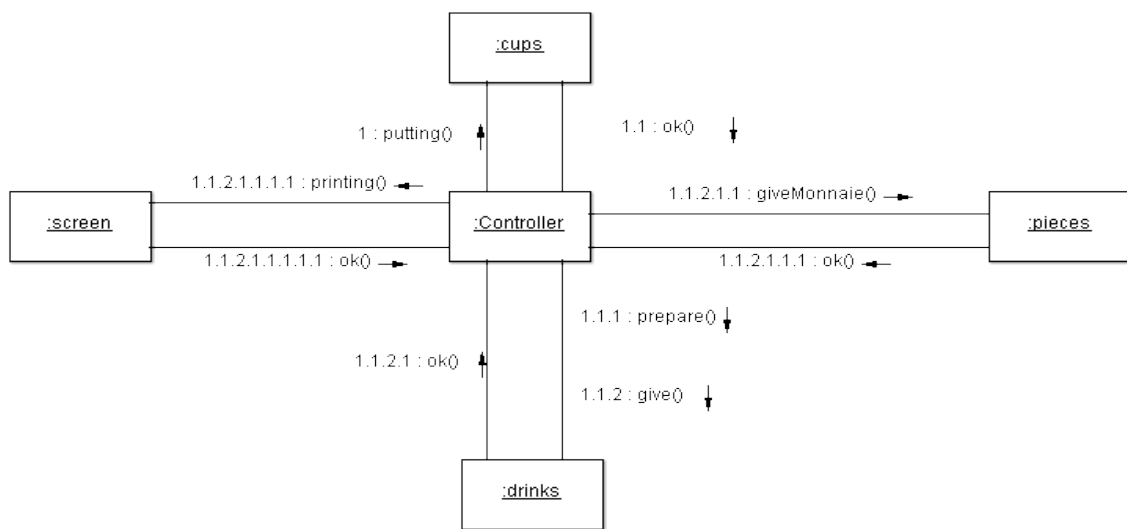 :cups
1 : putting()
1.1 : ok()
1.1.2.1.1.1.1 : printing()
1.1.2.1.1 : giveMonnaie()
:screen
:Controller
:pieces
1.1.2.1.1.1.1.1 : ok()
1.1.2.1.1.1 : ok()
1.1.1 : prepare()
1.1.2.1 : ok()
1.1.2 : give()
:drinks